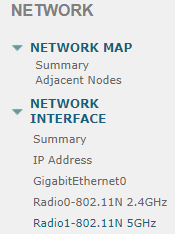 NETWORK
NETWORK MAP
Summary
Adjacent Nodes
NETWORK
INTERFACE
Summary
IP Address
GigabitEthernet0
Radio0-802.11N 2.4GHz
Radio1-802.11N 5GHz